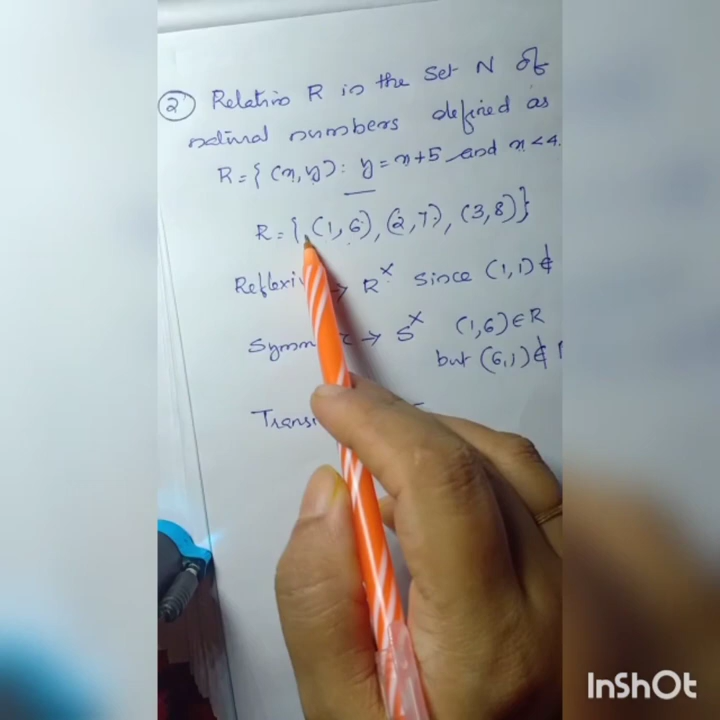 2 Relation R in the set N of
natural numbers defined as
R = { (x, y) : y = x + 5 and x < 4.
R = { (1, 6), (2, 7), (3, 8) }
Reflexi → R × Since (1, 1) ∉
Symm → S × (1, 6) ∈ R
but (6, 1) ∉
Trans
InShOt